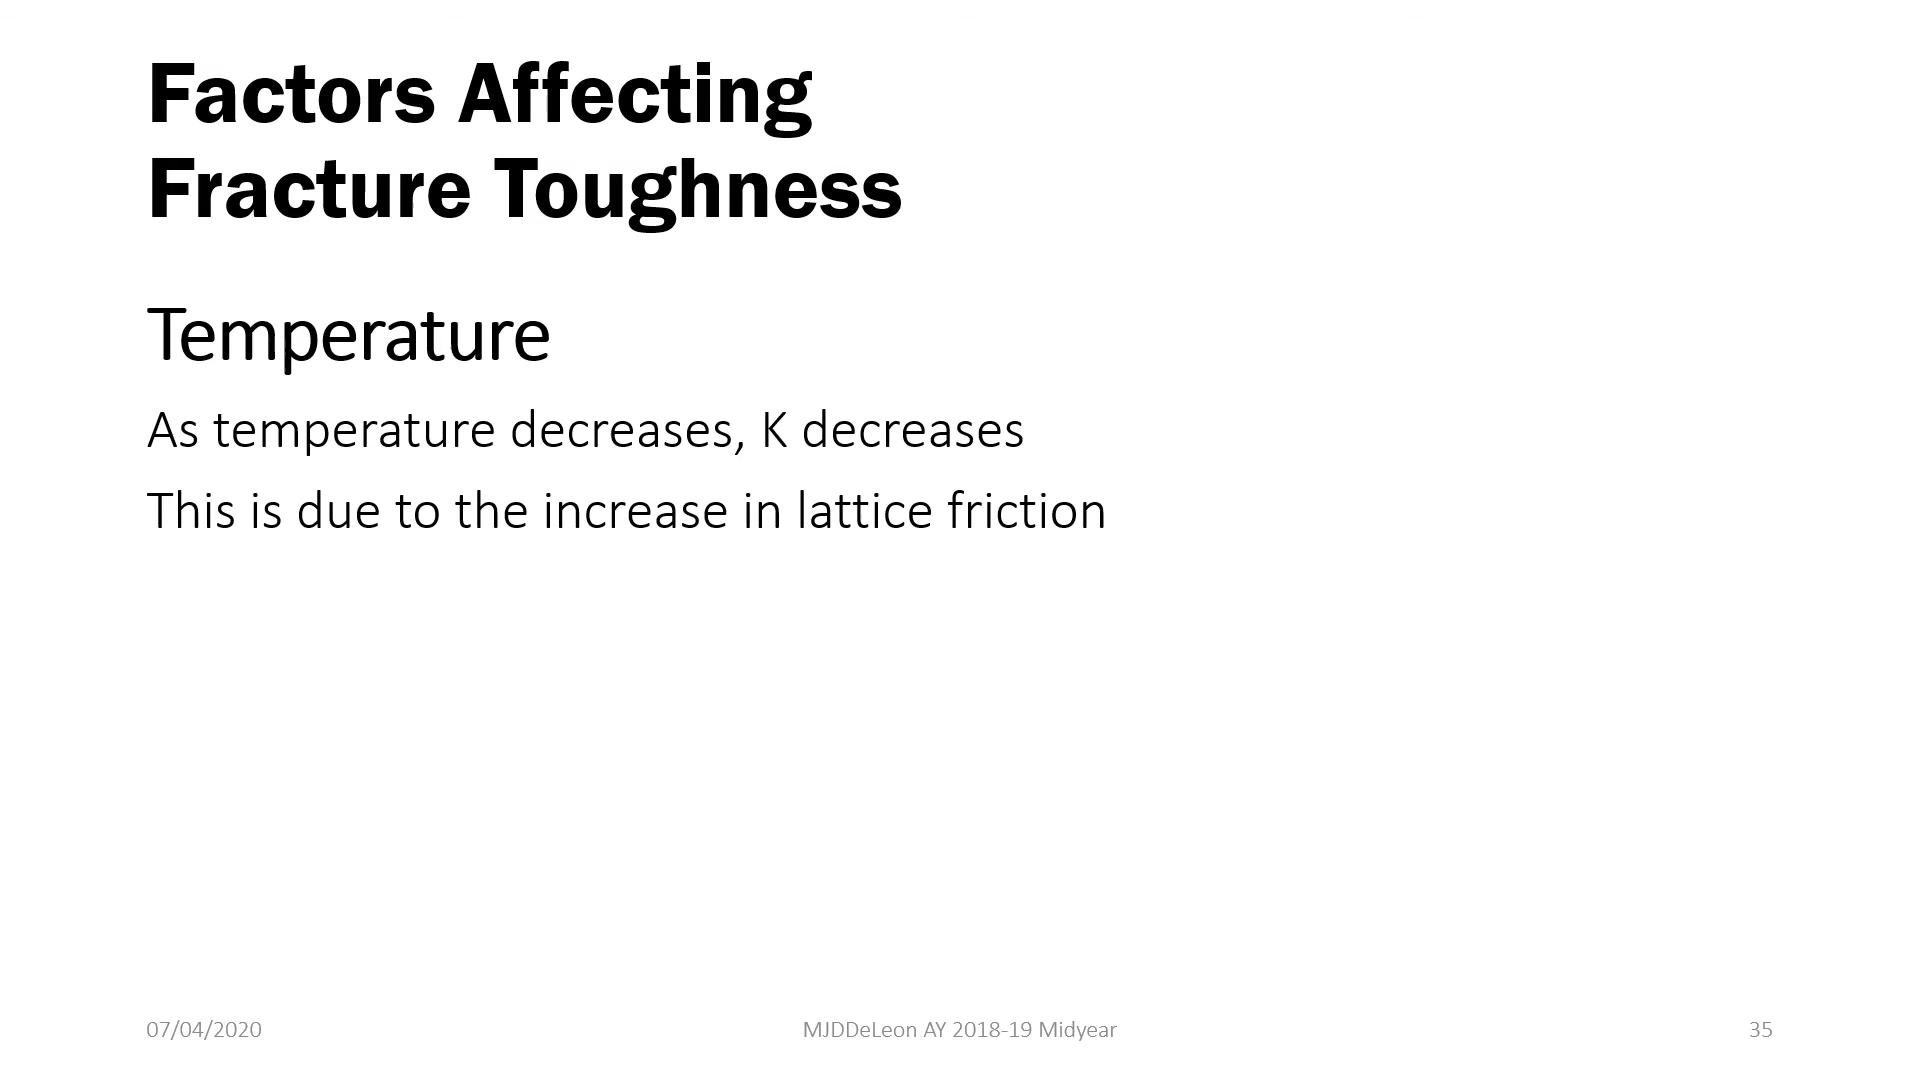 Factors Affecting
Fracture Toughness
Temperature
As temperature decreases, K decreases
This is due to the increase in lattice friction
07/04/2020
MJDDeLeon AY 2018-19 Midyear
35